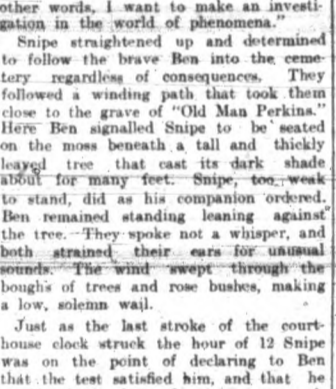 other words, I want to make an investi-
gation in the world of phenomena."
Snipe straightened up and determined
to follow the brave Ben into the ceme-
tery regardless of consequences. They
followed a winding path that took them
close to the grave of "Old Man Perkins."
Here Ben signalled Snipe to be seated
on the moss beneath a tall and thickly
leaved tree that cast its dark shade
about for many feet. Snipe, too weak
to stand, did as his companion ordered.
Ben remained standing leaning against
the tree. They spoke not a whisper, and
both strained their ears for unusual
sounds. The wind swept through the
boughs of trees and rose bushes, making
a low, solemn wail.
Just as the last stroke of the court-
house clock struck the hour of 12 Snipe
was on the point of declaring to Ben
that the test satisfied him, and that he